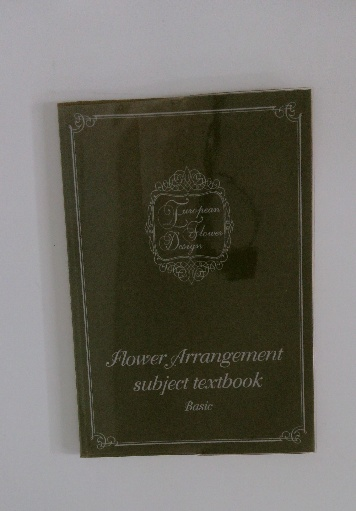 European
Flower
Design
Flower Arrangement
subject textbook
Basic